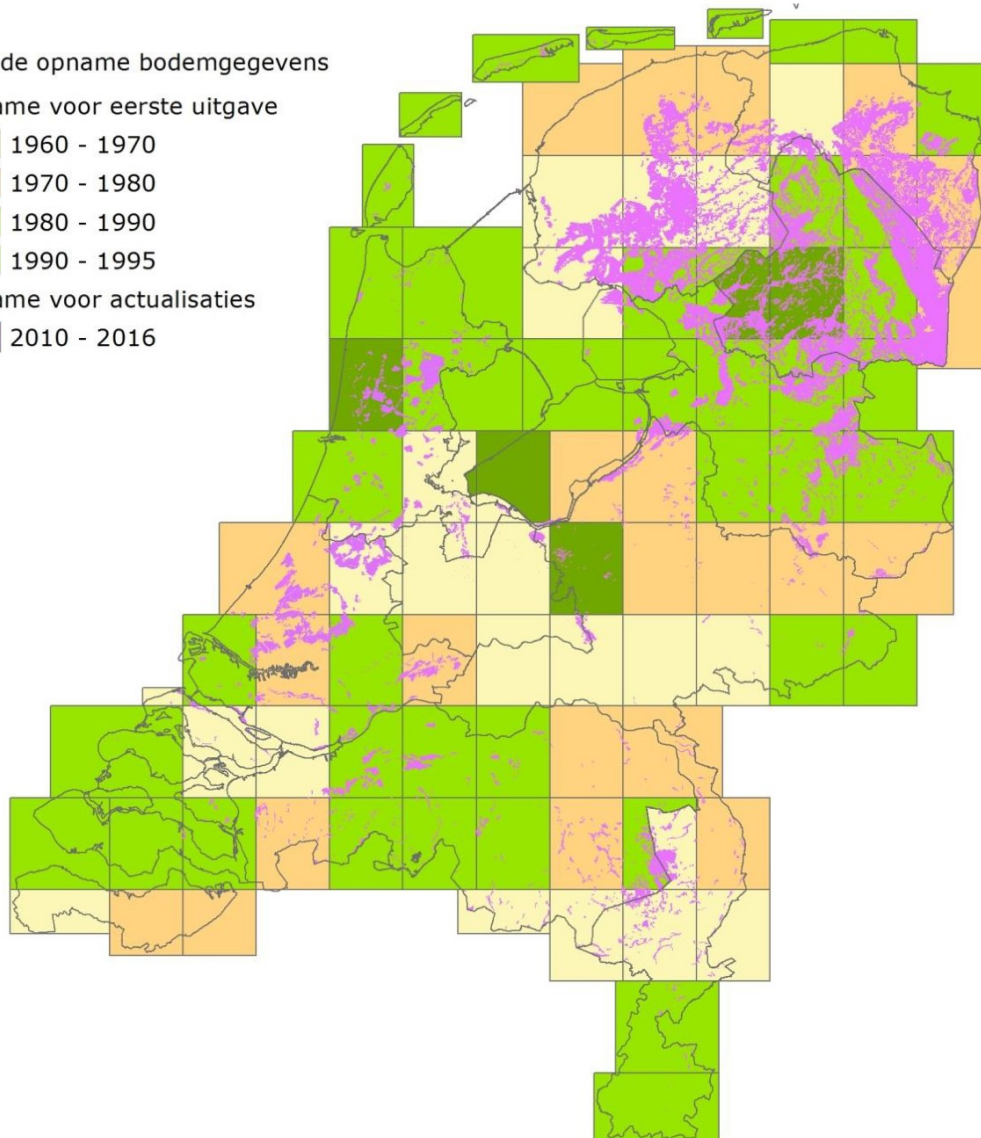 de opname bodemgegevens
ame voor eerste uitgave
1960 - 1970
1970 - 1980
1980 - 1990
1990 - 1995
ame voor actualisaties
2010 - 2016